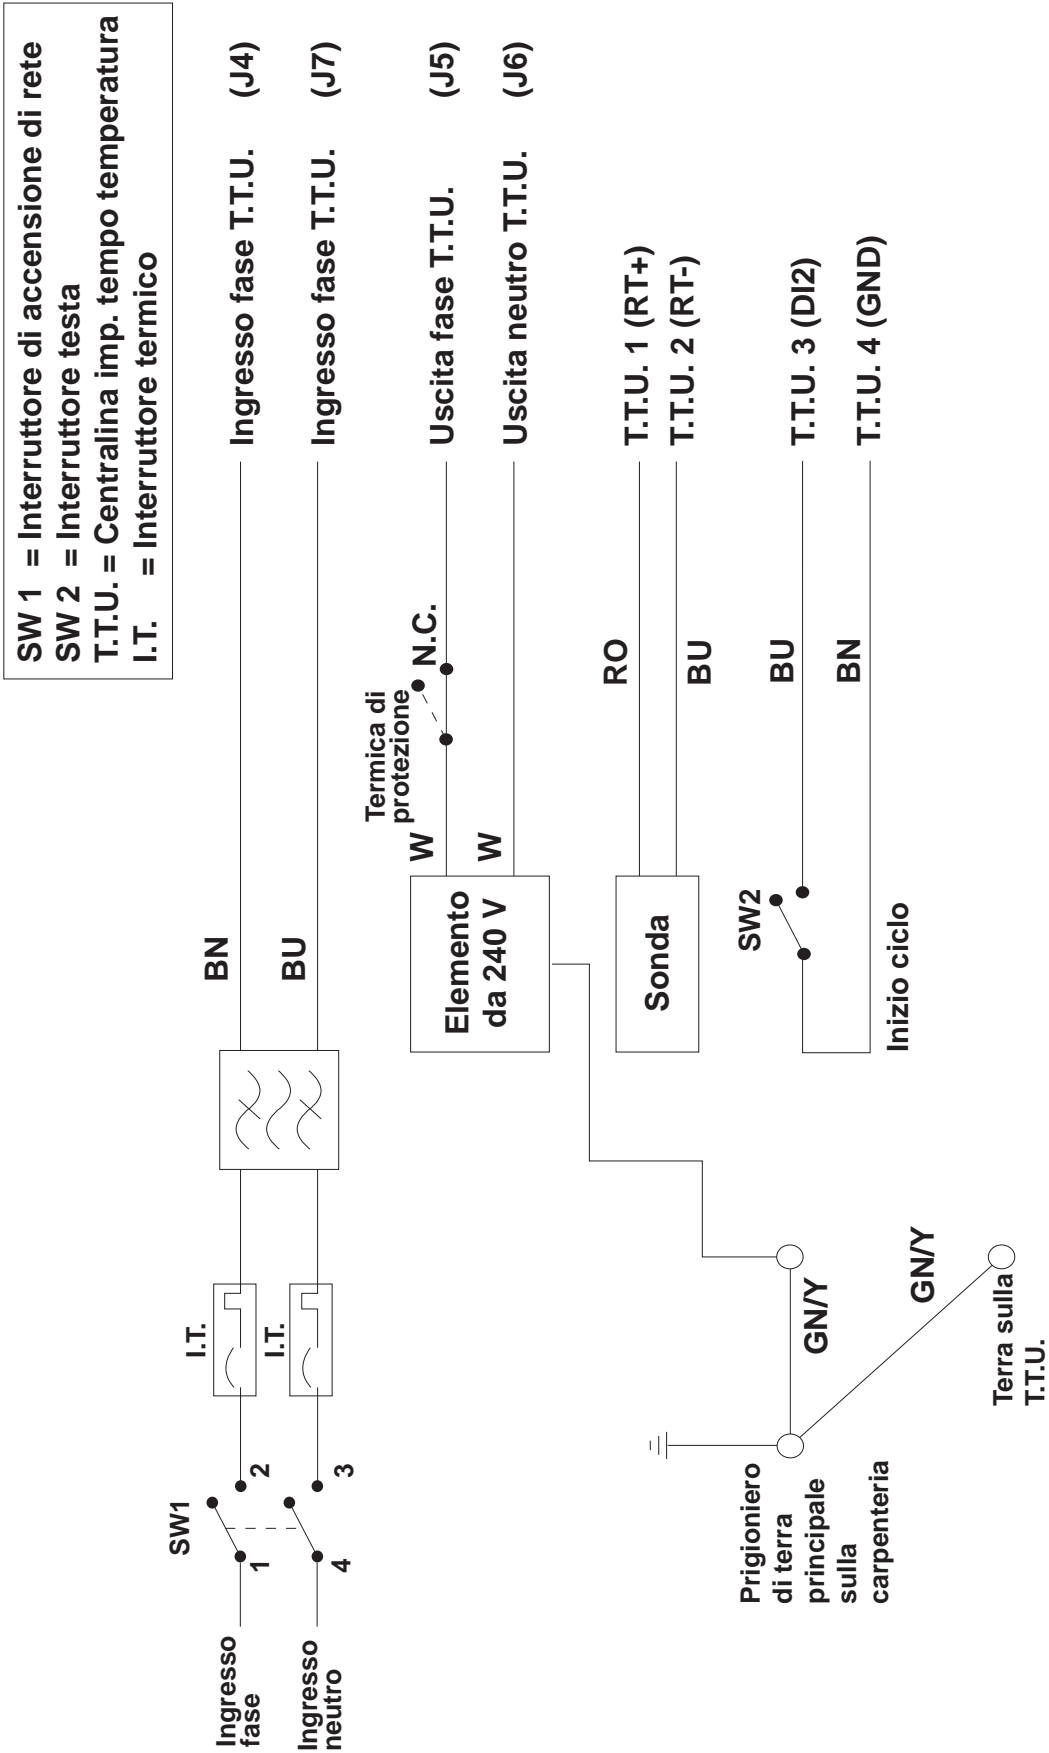 SW 1 = Interruttore di accensione di rete
SW 2 = Interruttore testa
T.T.U. = Centralina imp. tempo temperatura
I.T. = Interruttore termico
Ingresso
fase
1
SW1
2
I.T.
BN
Ingresso fase T.T.U. (J4)
Ingresso
neutro
4
3
I.T.
BU
Ingresso fase T.T.U. (J7)
Termica di
protezione
N.C.
W
Uscita fase T.T.U. (J5)
Elemento
da 240 V
W
Uscita neutro T.T.U. (J6)
Sonda
RO
T.T.U. 1 (RT+)
BU
T.T.U. 2 (RT-)
SW2
BU
T.T.U. 3 (DI2)
BN
T.T.U. 4 (GND)
Inizio ciclo
Prigioniero
di terra
principale
sulla
carpenteria
GN/Y
GN/Y
Terra sulla
T.T.U.